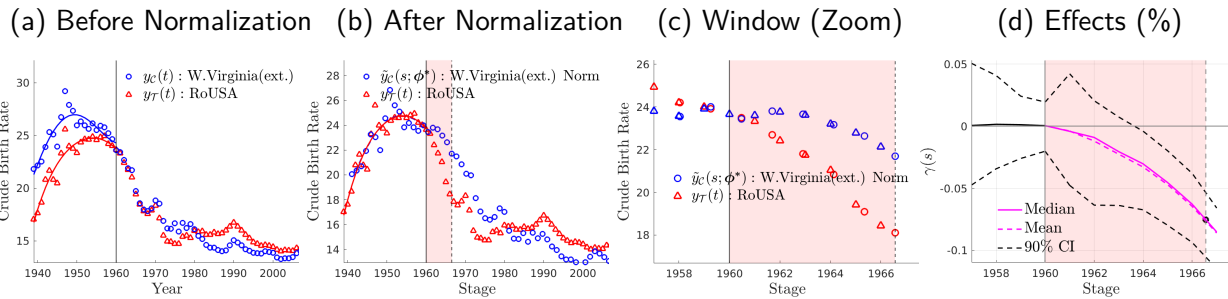 (a) Before Normalization
Crude Birth Rate
39
35
30
25
20
15
y_C(t) : W.Virginia(ext.)
y_T(t) : RoUSA
1940 1950 1960 1970 1980 1990 2000
Year
(b) After Normalization
Crude Birth Rate
28
26
24
22
20
18
16
14
ỹ_C(s; ϕ*) : W.Virginia(ext.) Norm
y_T(t) : RoUSA
1940 1950 1960 1970 1980 1990 2000
Stage
(c) Window (Zoom)
Crude Birth Rate
26
24
22
20
18
ỹ_C(s; ϕ*) : W.Virginia(ext.) Norm
y_T(t) : RoUSA
1958 1960 1962 1964 1966
Stage
(d) Effects (%)
γ(s)
0.05
0
-0.05
-0.1
Median
Mean
90% CI
1958 1960 1962 1964 1966
Stage